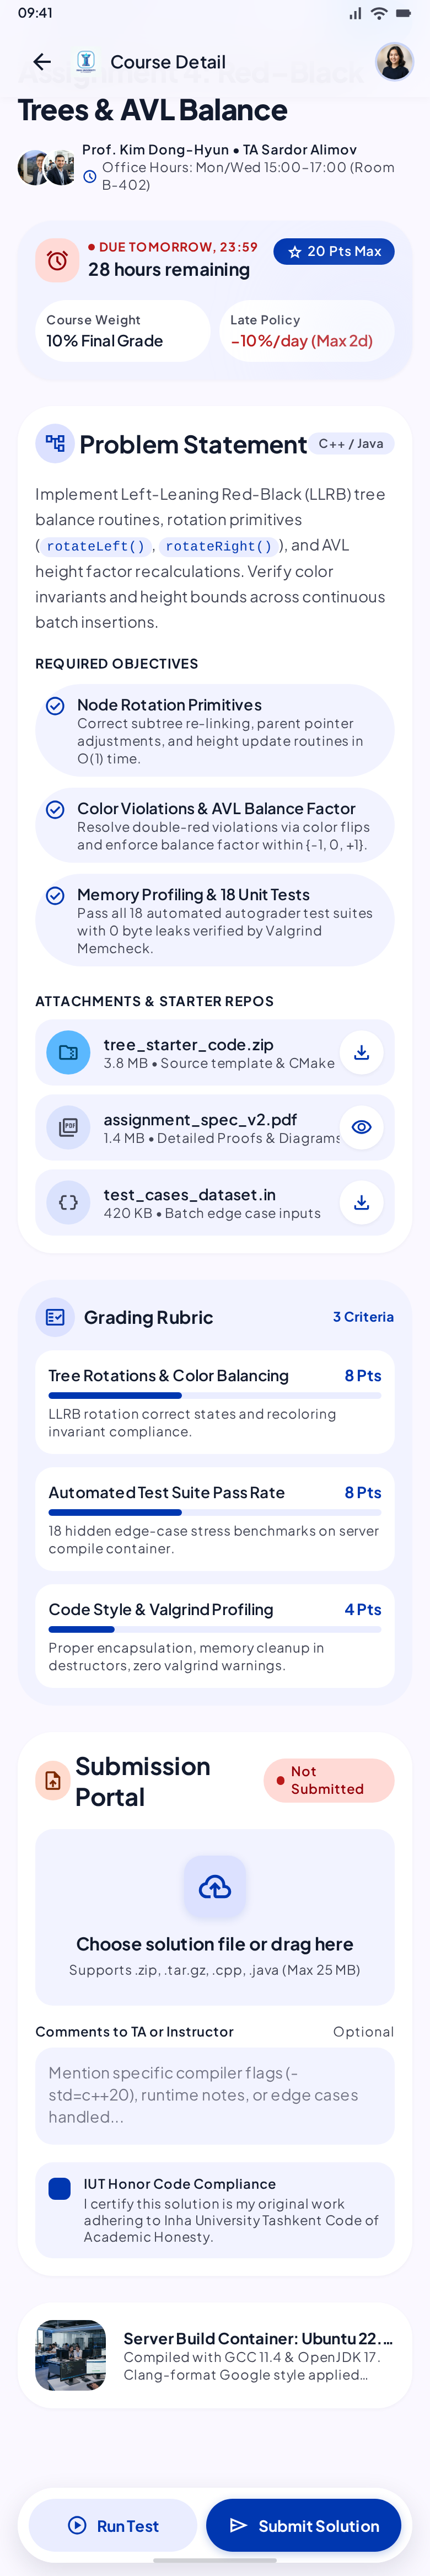 09:41
Course Detail
Assignment 4: Red-Black
Trees & AVL Balance
Prof. Kim Dong-Hyun • TA Sardor Alimov
Office Hours: Mon/Wed 15:00-17:00 (Room
B-402)
DUE TOMORROW, 23:59
28 hours remaining
20 Pts Max
Course Weight
10% Final Grade
Late Policy
-10%/day (Max 2d)
Problem Statement
C++ / Java
Implement Left-Leaning Red-Black (LLRB) tree
balance routines, rotation primitives
(rotateLeft(), rotateRight()), and AVL
height factor recalculations. Verify color
invariants and height bounds across continuous
batch insertions.
REQUIRED OBJECTIVES
Node Rotation Primitives
Correct subtree re-linking, parent pointer
adjustments, and height update routines in
O(1) time.
Color Violations & AVL Balance Factor
Resolve double-red violations via color flips
and enforce balance factor within {-1, 0, +1}.
Memory Profiling & 18 Unit Tests
Pass all 18 automated autograder test suites
with 0 byte leaks verified by Valgrind
Memcheck.
ATTACHMENTS & STARTER REPOS
tree_starter_code.zip
3.8 MB • Source template & CMake
PDF
assignment_spec_v2.pdf
1.4 MB • Detailed Proofs & Diagrams
test_cases_dataset.in
420 KB • Batch edge case inputs
Grading Rubric
3 Criteria
Tree Rotations & Color Balancing
8 Pts
LLRB rotation correct states and recoloring
invariant compliance.
Automated Test Suite Pass Rate
8 Pts
18 hidden edge-case stress benchmarks on server
compile container.
Code Style & Valgrind Profiling
4 Pts
Proper encapsulation, memory cleanup in
destructors, zero valgrind warnings.
Submission
Portal
Not
Submitted
Choose solution file or drag here
Supports .zip, .tar.gz, .cpp, .java (Max 25 MB)
Comments to TA or Instructor
Optional
Mention specific compiler flags (-
std=c++20), runtime notes, or edge cases
handled...
IUT Honor Code Compliance
I certify this solution is my original work
adhering to Inha University Tashkent Code of
Academic Honesty.
Server Build Container: Ubuntu 22....
Compiled with GCC 11.4 & OpenJDK 17.
Clang-format Google style applied...
Run Test
Submit Solution